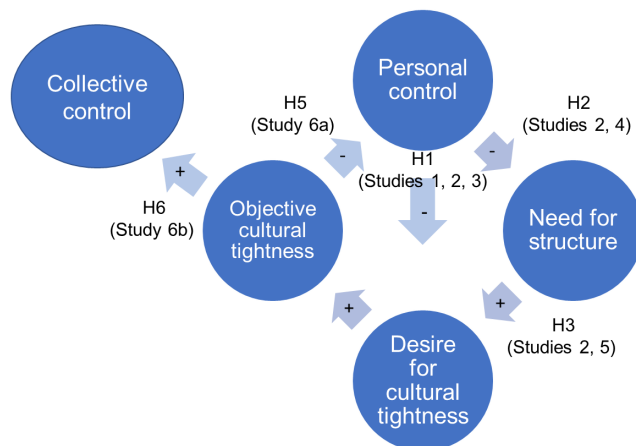 Collective
control
Personal
control
H5
(Study 6a)
H2
(Studies 2, 4)
-
-
H1
(Studies 1, 2, 3)
+
H6
(Study 6b)
Objective
cultural
tightness
-
Need for
structure
+
+
H3
(Studies 2, 5)
Desire
for
cultural
tightness